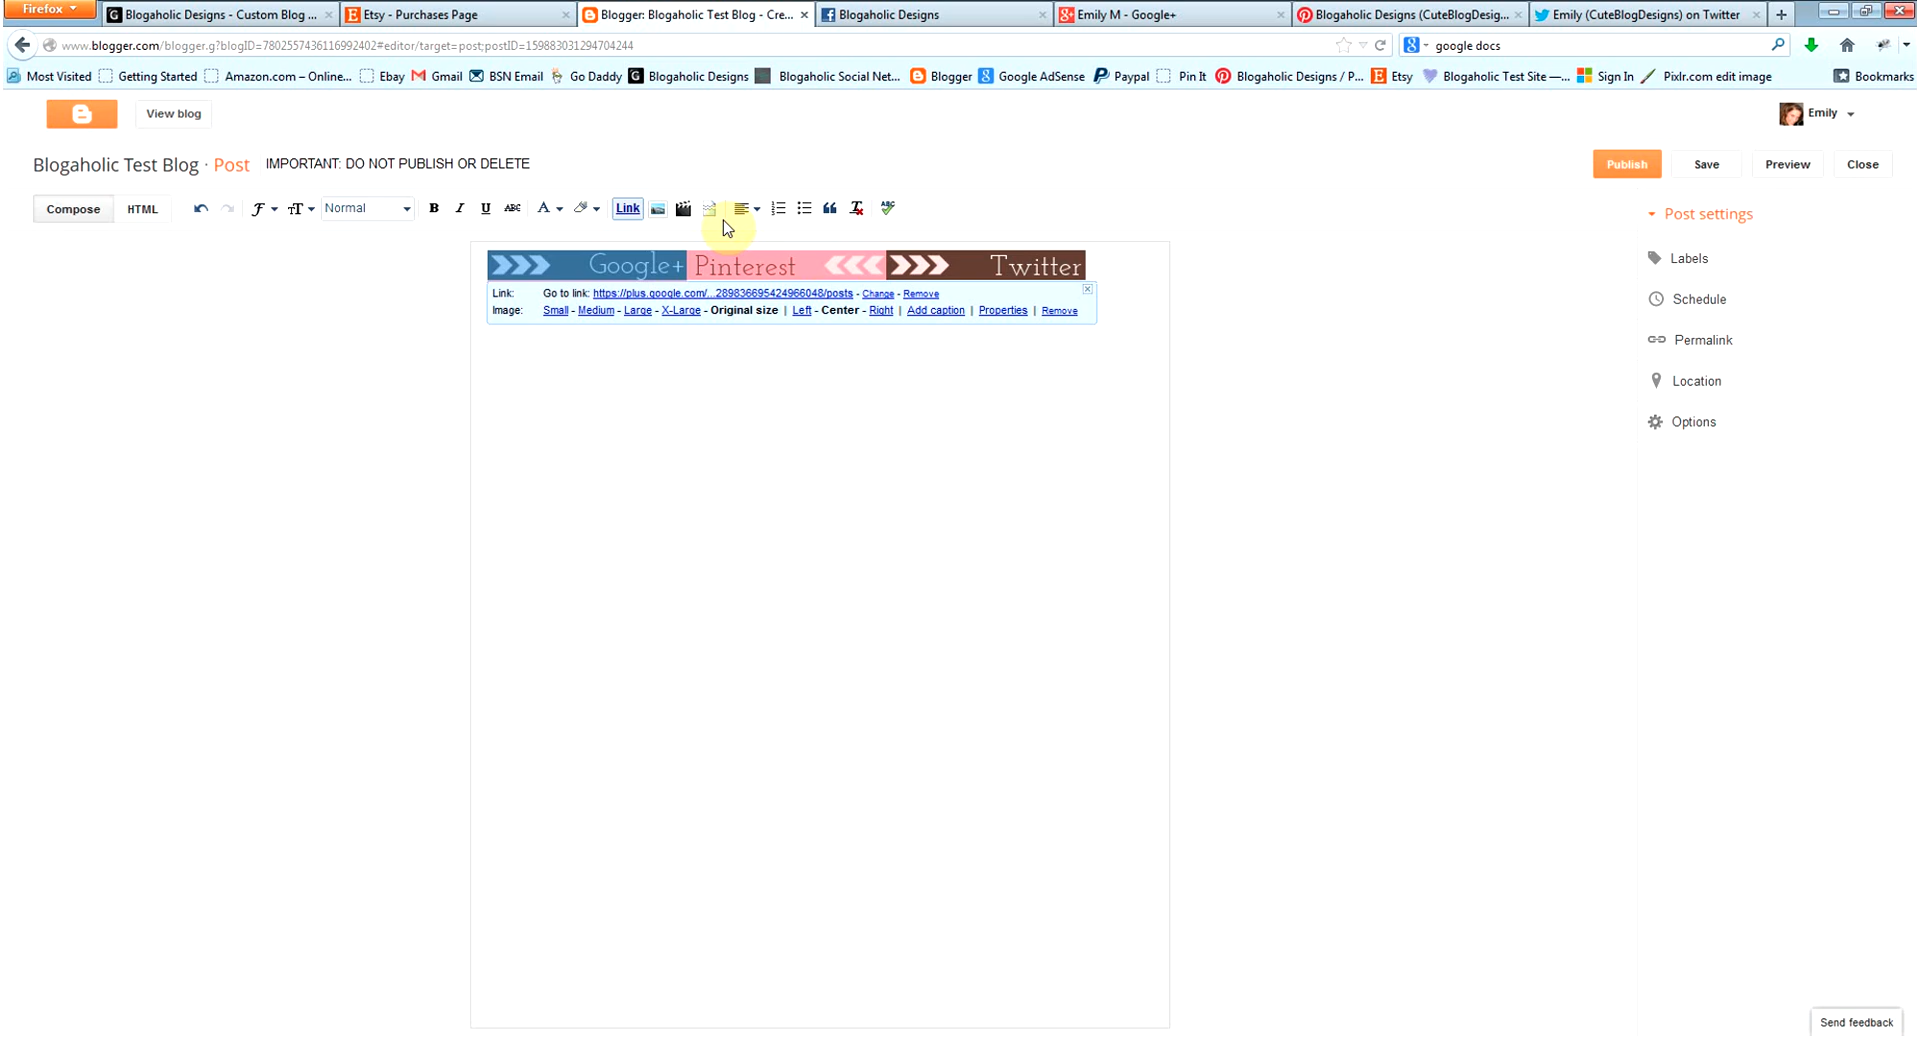 Firefox
Blogaholic Designs - Custom Blog ...
Etsy - Purchases Page
Blogger: Blogaholic Test Blog - Cre...
Blogaholic Designs
Emily M - Google+
Blogaholic Designs (CuteBlogDesig...
Emily (CuteBlogDesigns) on Twitter
www.blogger.com/blogger.g?blogID=7802557436116992402#editor/target=post;postID=159883031294704244
google docs
Most Visited
Getting Started
Amazon.com – Online...
Ebay
Gmail
BSN Email
Go Daddy
Blogaholic Designs
Blogaholic Social Net...
Blogger
Google AdSense
Paypal
Pin It
Blogaholic Designs / P...
Etsy
Blogaholic Test Site —...
Sign In
Pixlr.com edit image
Bookmarks
View blog
Emily
Blogaholic Test Blog · Post
IMPORTANT: DO NOT PUBLISH OR DELETE
Publish
Save
Preview
Close
Compose
HTML
Normal
B
I
U
ABC
A
Link
ABC
Post settings
Google+
Pinterest
Twitter
Labels
Link: Go to link: https://plus.google.com/...289836695424966048/posts - Change - Remove
Image: Small - Medium - Large - X-Large - Original size | Left - Center - Right | Add caption | Properties | Remove
Schedule
Permalink
Location
Options
Send feedback